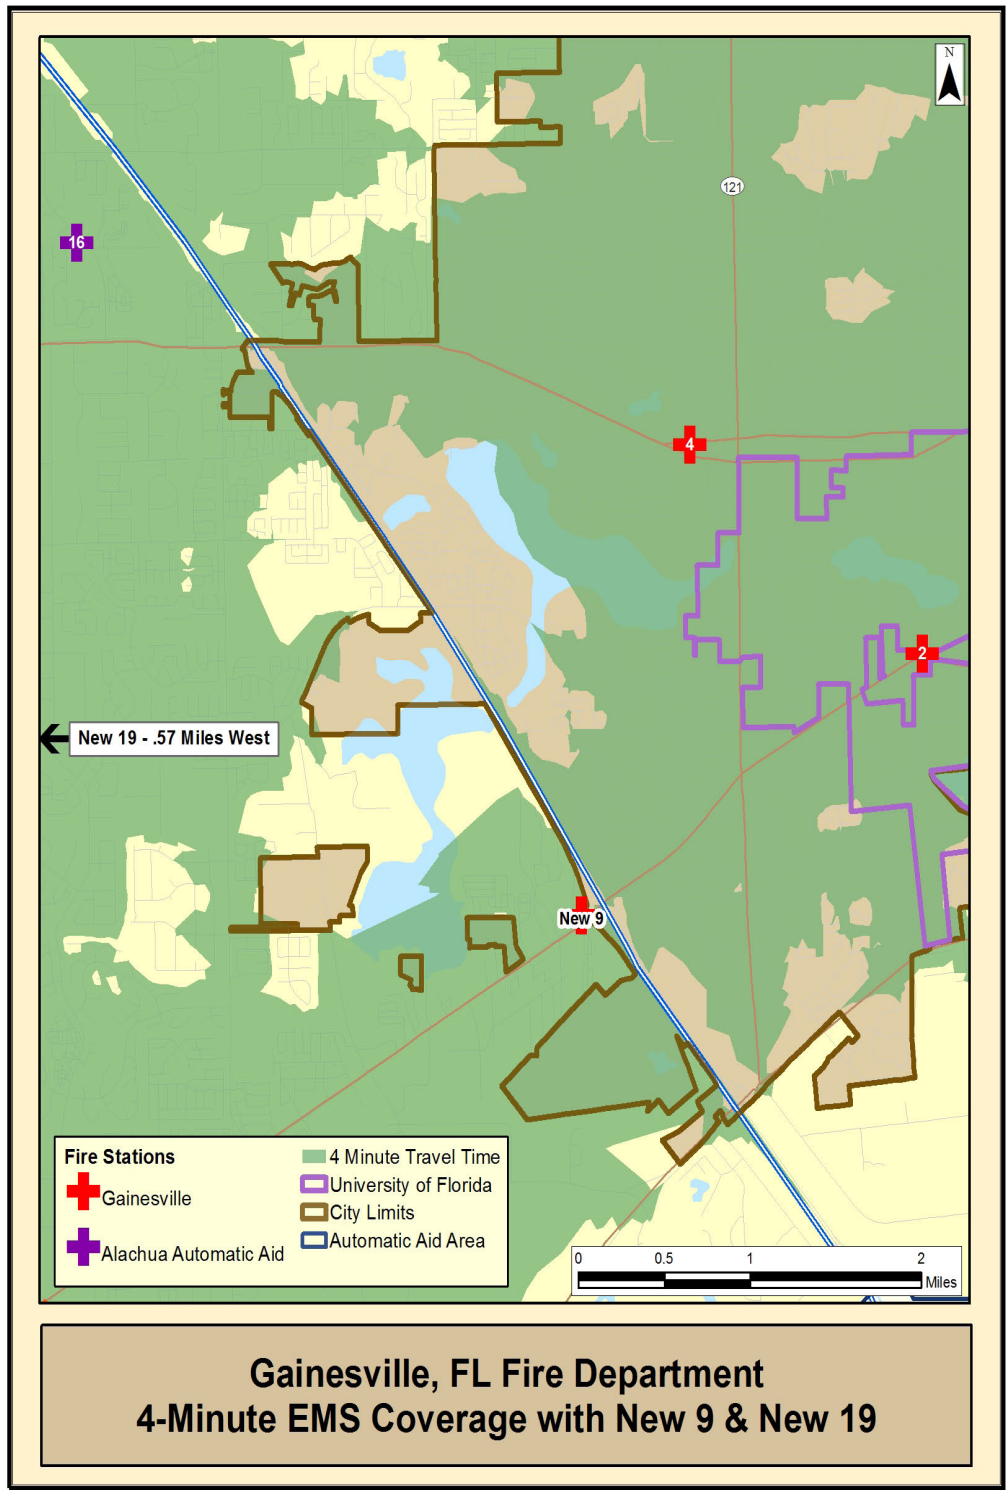 N
121
16
4
2
New 19 - .57 Miles West
New 9
Fire Stations
Gainesville
Alachua Automatic Aid
4 Minute Travel Time
University of Florida
City Limits
Automatic Aid Area
0 0.5 1 2
Miles
Gainesville, FL Fire Department
4-Minute EMS Coverage with New 9 & New 19